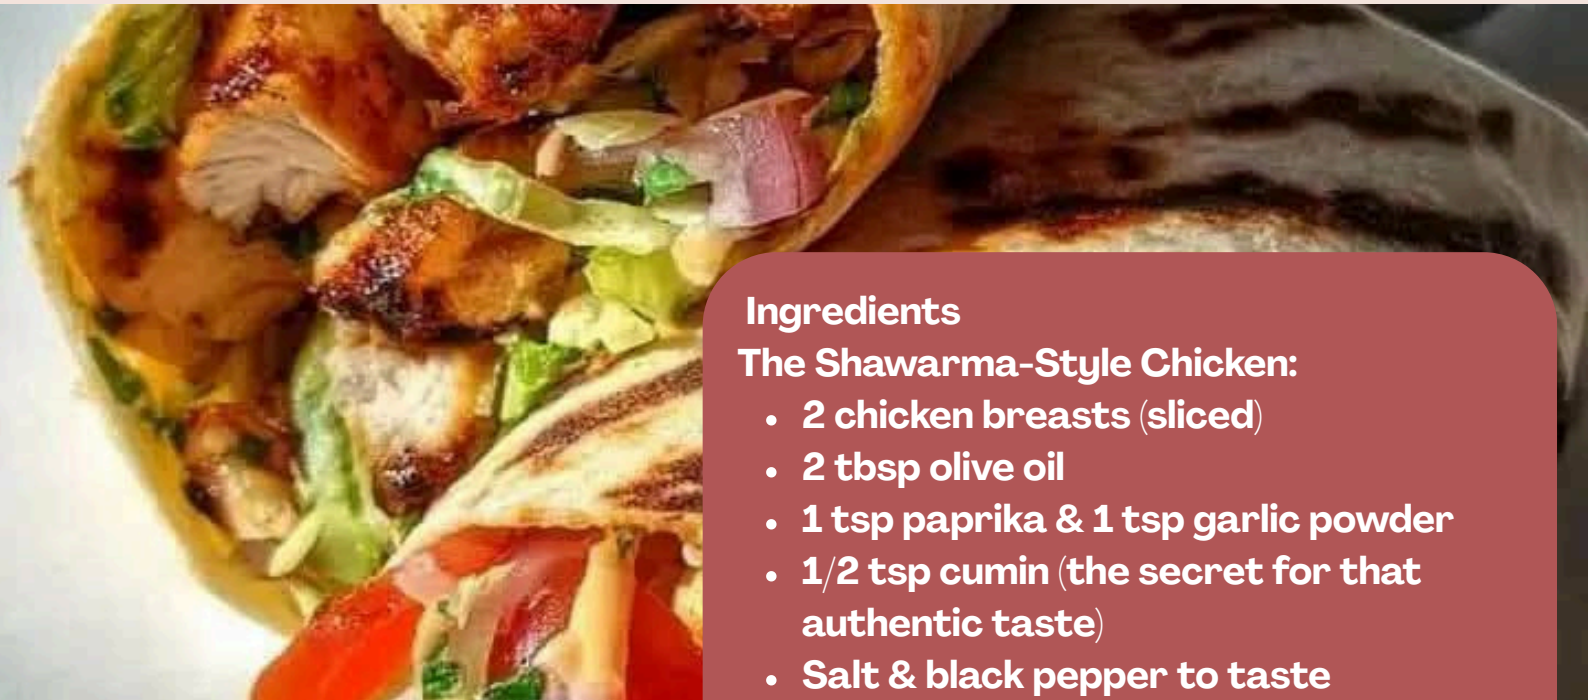 Ingredients
The Shawarma-Style Chicken:
• 2 chicken breasts (sliced)
• 2 tbsp olive oil
• 1 tsp paprika & 1 tsp garlic powder
• 1/2 tsp cumin (the secret for that
authentic taste)
• Salt & black pepper to taste